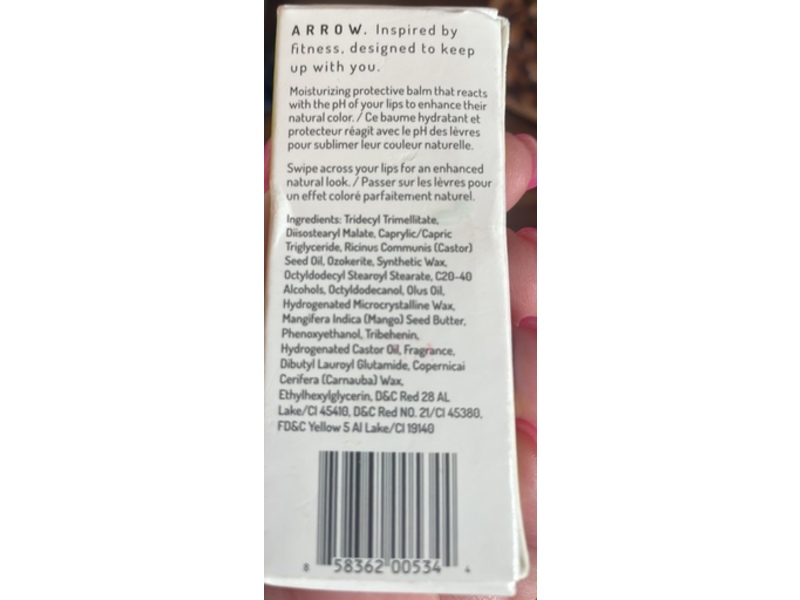 ARROW. Inspired by
fitness, designed to keep
up with you.
Moisturizing protective balm that reacts
with the pH of your lips to enhance their
natural color. / Ce baume hydratant et
protecteur réagit avec le pH des lèvres
pour sublimer leur couleur naturelle.
Swipe across your lips for an enhanced
natural look. / Passer sur les lèvres pour
un effet coloré parfaitement naturel.
Ingredients: Tridecyl Trimellitate,
Diisostearyl Malate, Caprylic/Capric
Triglyceride, Ricinus Communis (Castor)
Seed Oil, Ozokerite, Synthetic Wax,
Octyldodecyl Stearoyl Stearate, C20-40
Alcohols, Octyldodecanol, Olus Oil,
Hydrogenated Microcrystalline Wax,
Mangifera Indica (Mango) Seed Butter,
Phenoxyethanol, Tribehenin,
Hydrogenated Castor Oil, Fragrance,
Dibutyl Lauroyl Glutamide, Copernicai
Cerifera (Carnauba) Wax,
Ethylhexylglycerin, D&C Red 28 AL
Lake/CI 45410, D&C Red NO. 21/CI 45380,
FD&C Yellow 5 Al Lake/CI 19140
8 58362 00534 4